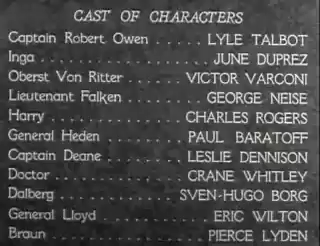 CAST OF CHARACTERS
Captain Robert Owen ..... LYLE TALBOT
Inga .................. JUNE DUPREZ
Oberst Von Ritter ....... VICTOR VARCONI
Lieutenant Falken ......... GEORGE NEISE
Harry .............. CHARLES ROGERS
General Heden ......... PAUL BARATOFF
Captain Deane ........ LESLIE DENNISON
Doctor .............. CRANE WHITLEY
Dalberg ........... SVEN-HUGO BORG
General Lloyd ............ ERIC WILTON
Braun ................ PIERCE LYDEN